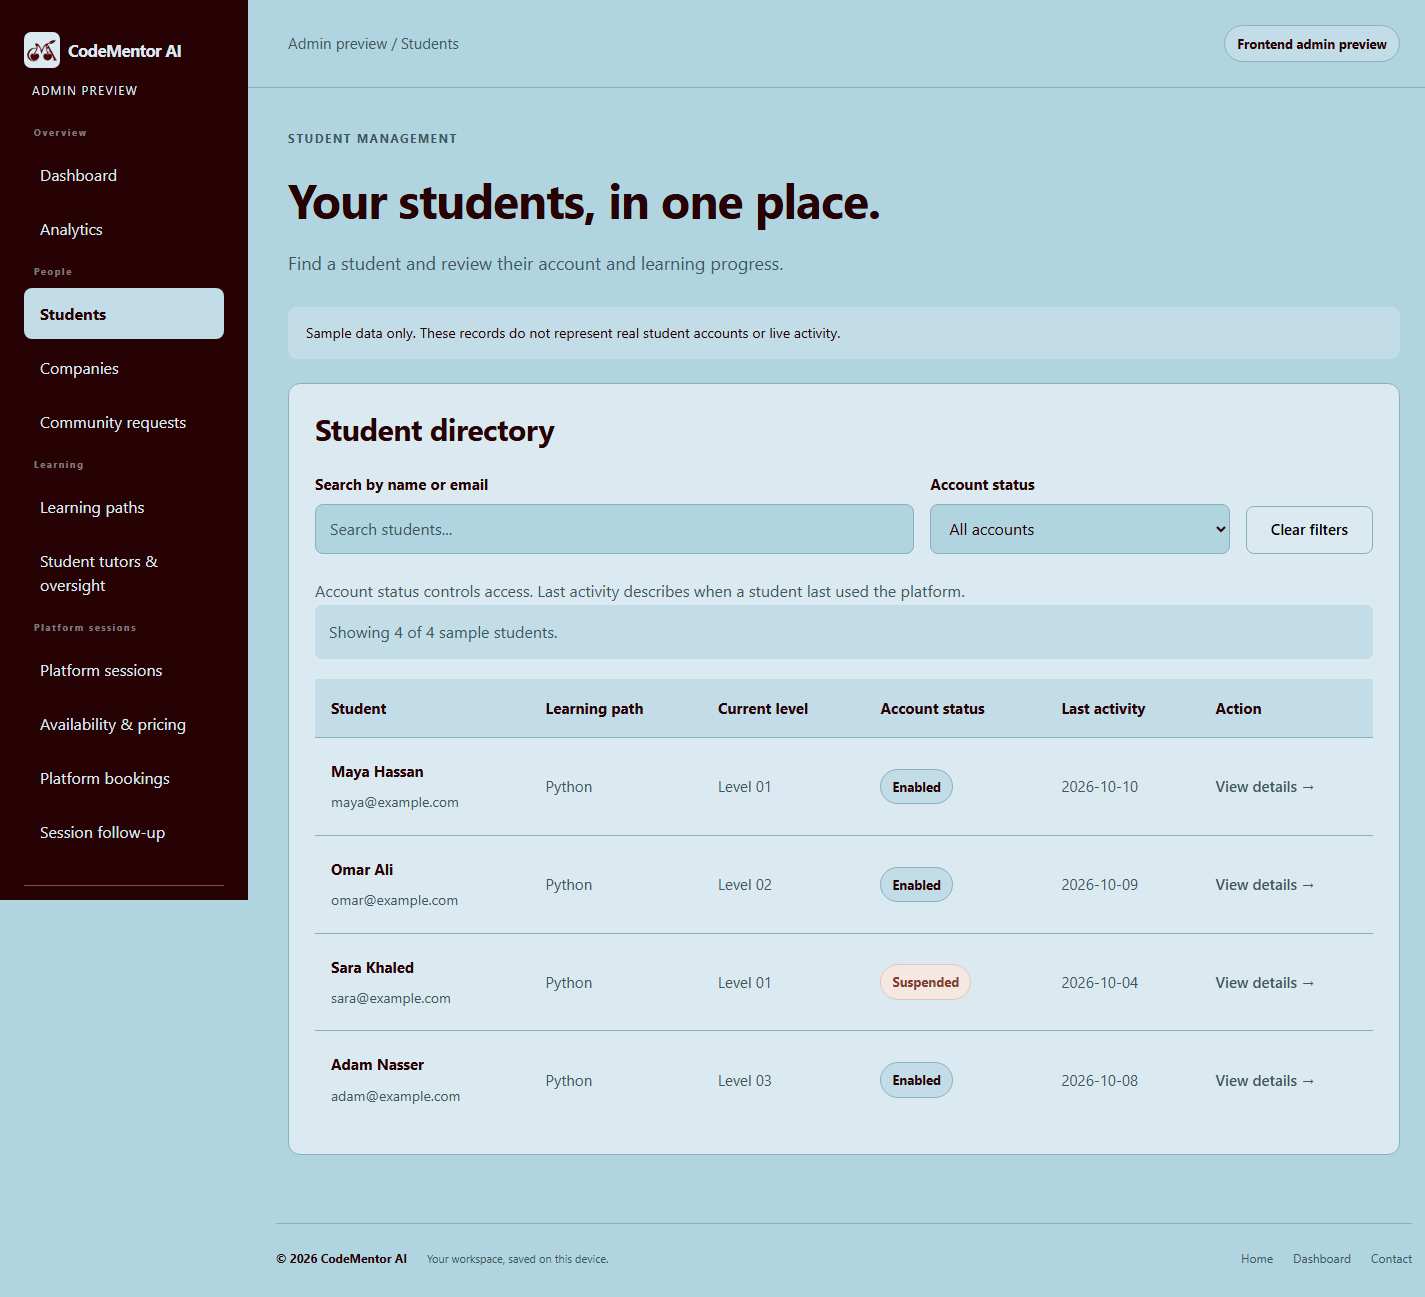 CodeMentor AI
ADMIN PREVIEW
Overview
Dashboard
Analytics
People
Students
Companies
Community requests
Learning
Learning paths
Student tutors &
oversight
Platform sessions
Platform sessions
Availability & pricing
Platform bookings
Session follow-up
Admin preview / Students
Frontend admin preview
STUDENT MANAGEMENT
Your students, in one place.
Find a student and review their account and learning progress.
Sample data only. These records do not represent real student accounts or live activity.
Student directory
Search by name or email
Account status
Search students...
All accounts
Clear filters
Account status controls access. Last activity describes when a student last used the platform.
Showing 4 of 4 sample students.
Student Learning path Current level Account status Last activity Action
Maya Hassan
maya@example.com
Python Level 01 Enabled 2026-10-10 View details →
Omar Ali
omar@example.com
Python Level 02 Enabled 2026-10-09 View details →
Sara Khaled
sara@example.com
Python Level 01 Suspended 2026-10-04 View details →
Adam Nasser
adam@example.com
Python Level 03 Enabled 2026-10-08 View details →
© 2026 CodeMentor AI Your workspace, saved on this device.
Home Dashboard Contact